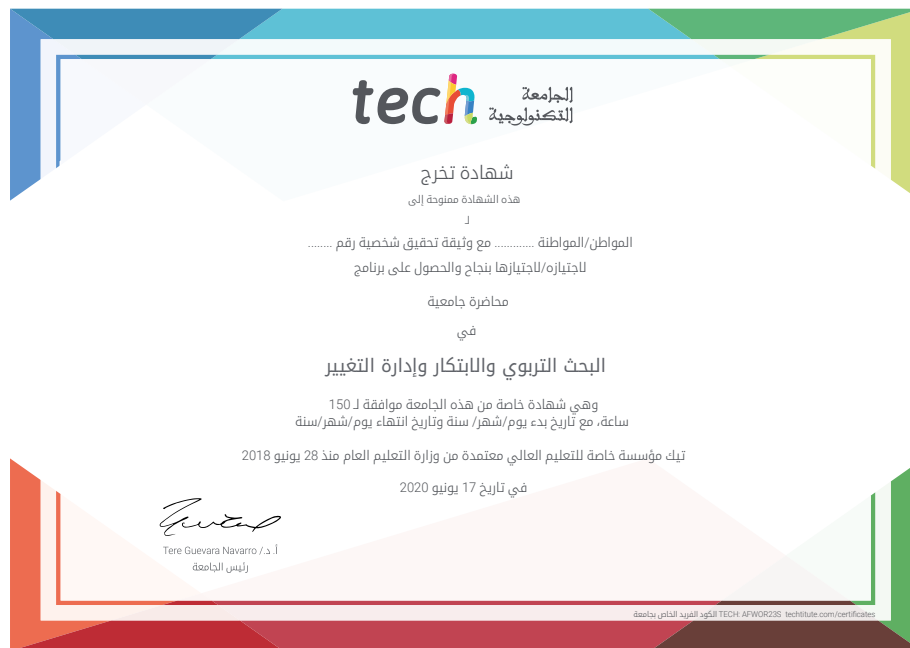 tech الجامعة
التكنولوجية
شهادة تخرج
هذه الشهادة ممنوحة إلى
لـ
المواطن/المواطنة ............ مع وثيقة تحقيق شخصية رقم ........
لاجتيازه/لاجتيازها بنجاح والحصول على برنامج
محاضرة جامعية
في
البحث التربوي والابتكار وإدارة التغيير
وهي شهادة خاصة من هذه الجامعة موافقة لـ 150
ساعة، مع تاريخ بدء يوم/شهر/ سنة وتاريخ انتهاء يوم/شهر/سنة
تيك مؤسسة خاصة للتعليم العالي معتمدة من وزارة التعليم العام منذ 28 يونيو 2018
في تاريخ 17 يونيو 2020
أ. د./ Tere Guevara Navarro
رئيس الجامعة
الكود الفريد الخاص بجامعة TECH: AFWOR23S techtitute.com/certificates